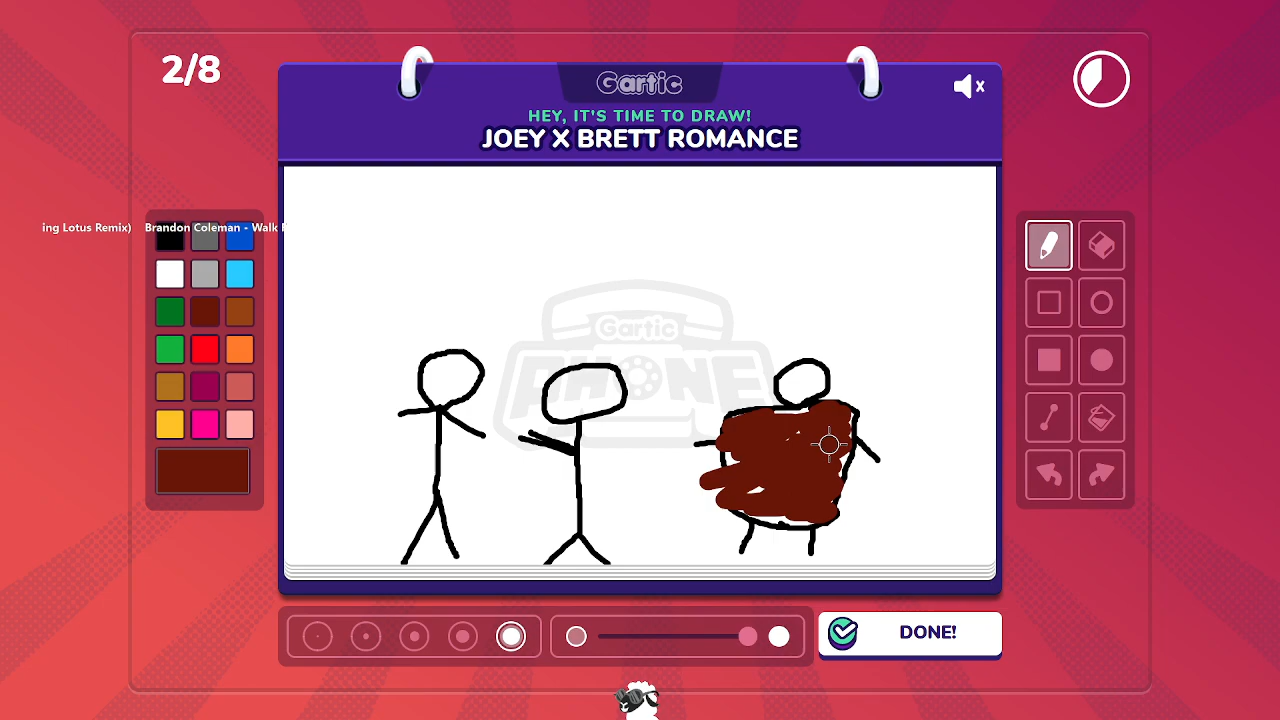 2/8
Gartic
HEY, IT'S TIME TO DRAW!
JOEY X BRETT ROMANCE
ing Lotus Remix) Brandon Coleman - Walk
Gartic
PHONE
DONE!